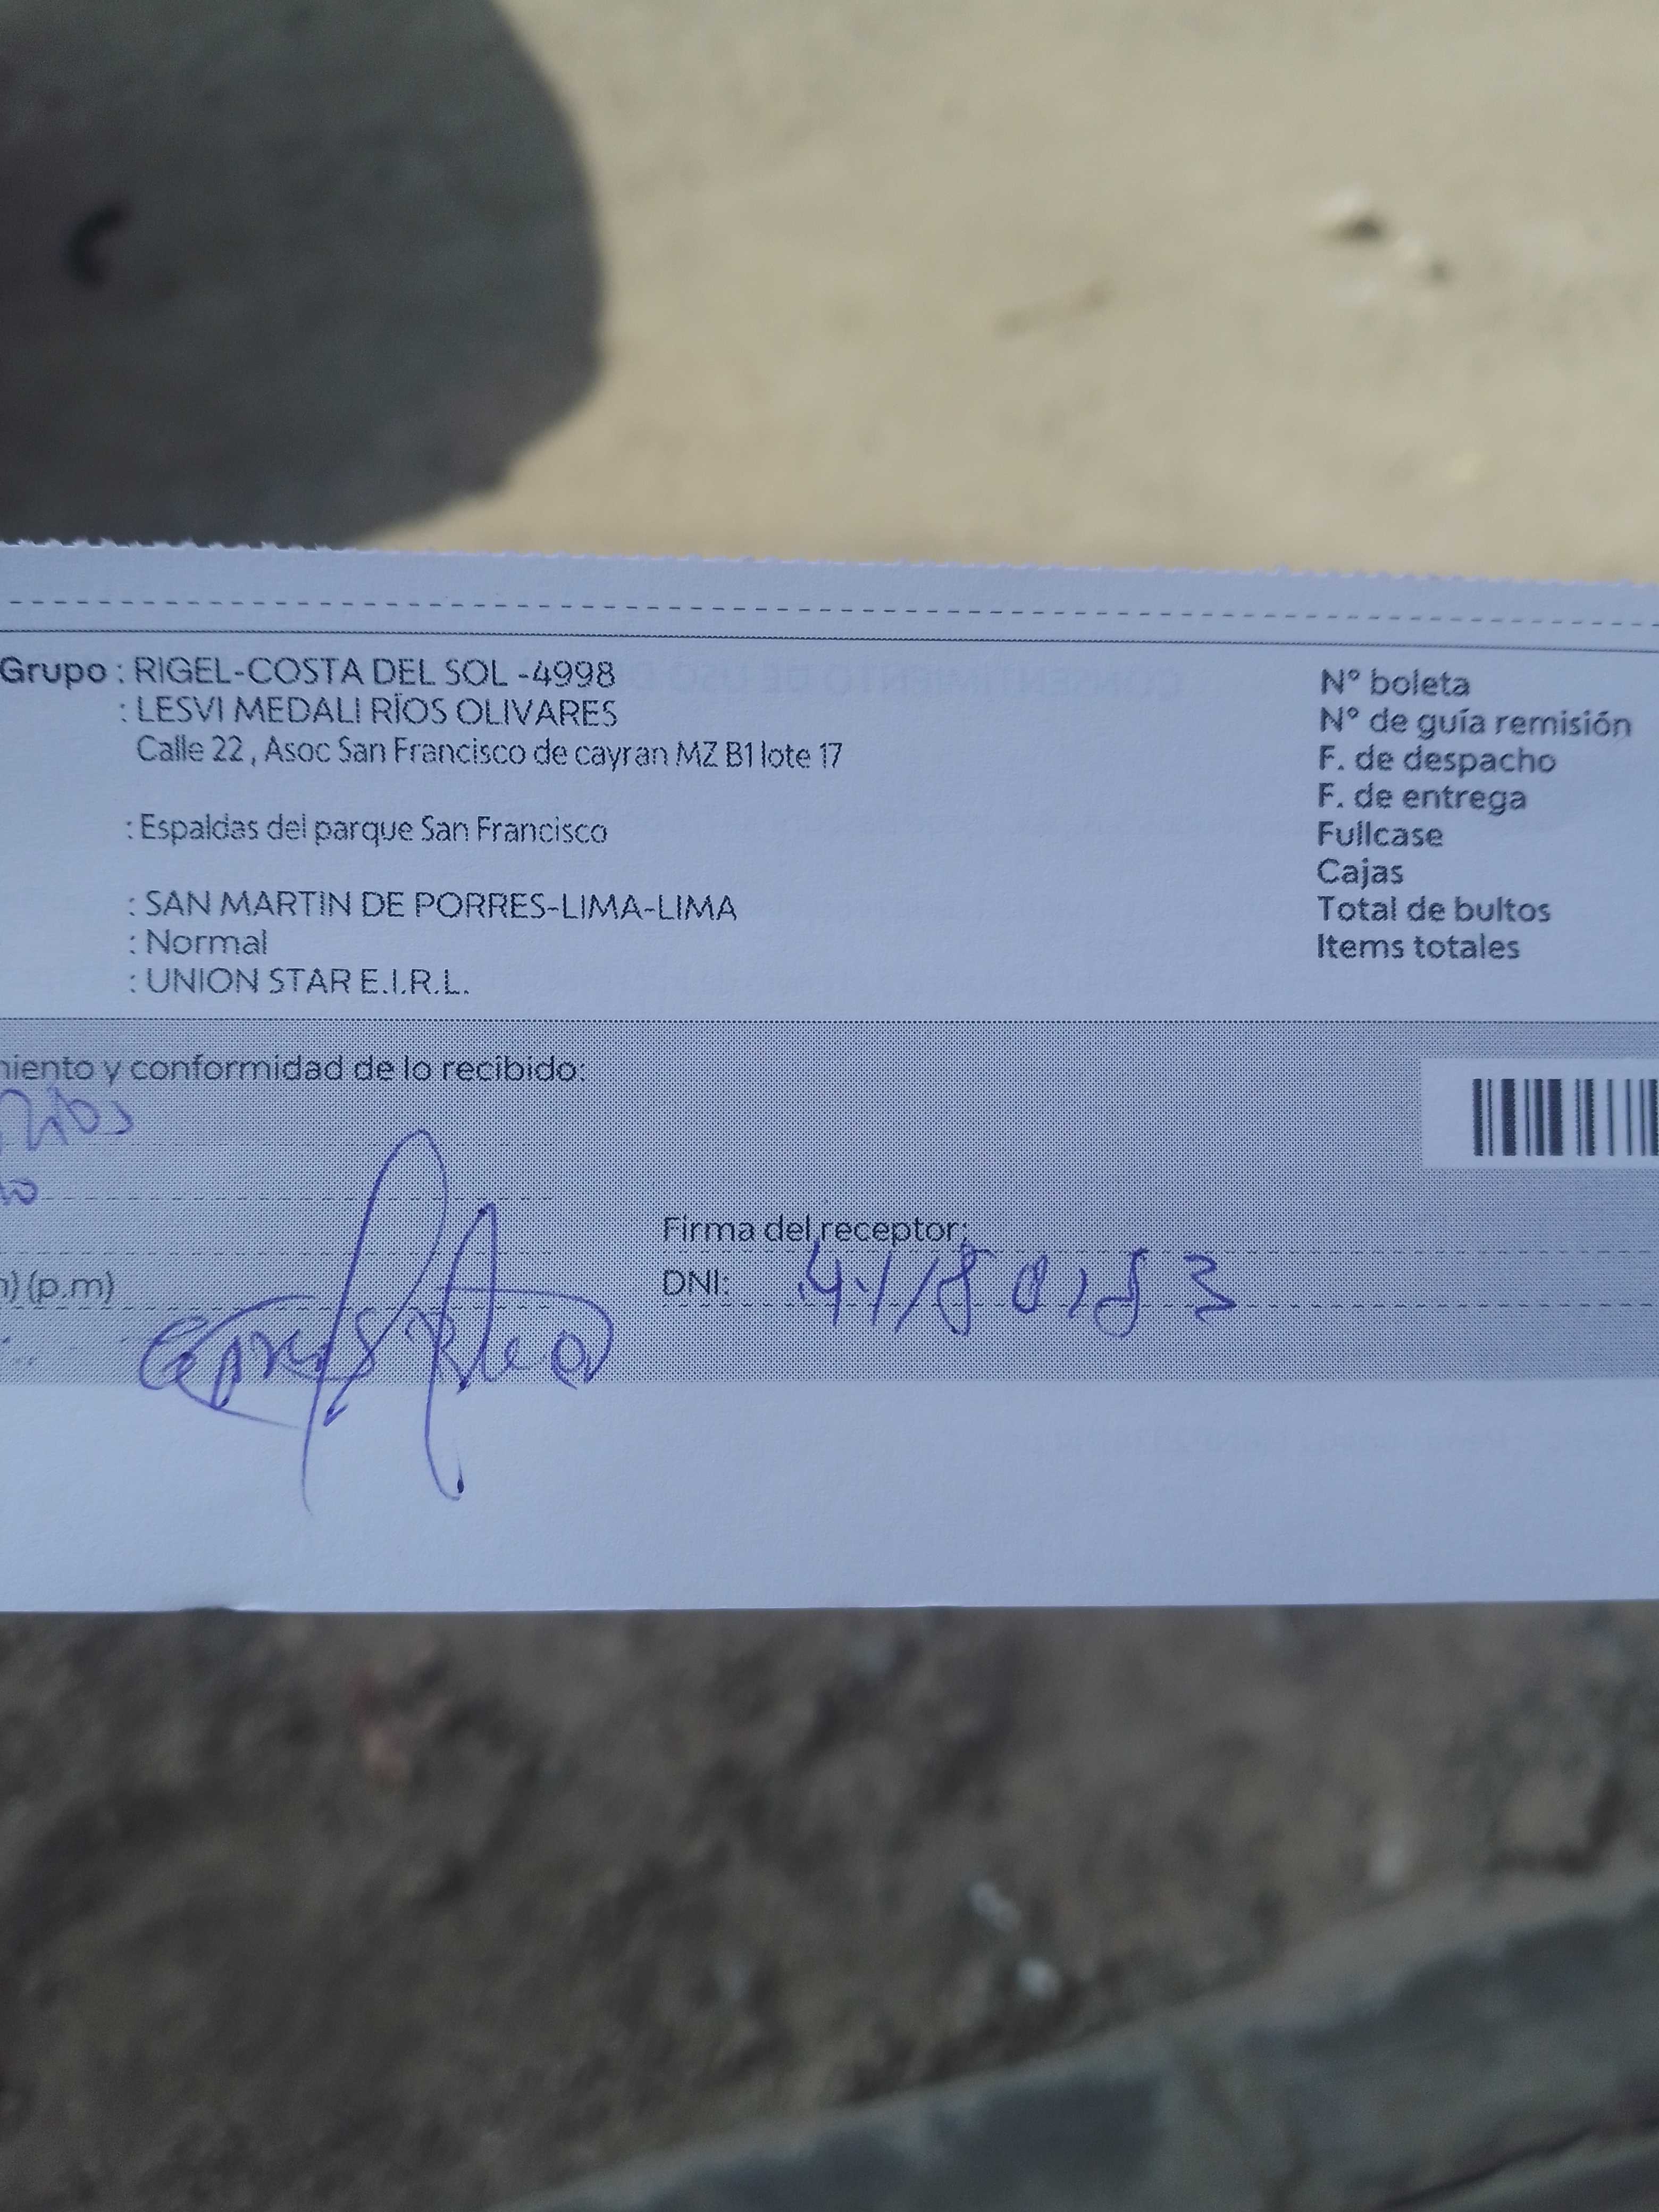 Grupo : RIGEL-COSTA DEL SOL -4998
: LESVI MEDALI RÍOS OLIVARES
Calle 22 , Asoc San Francisco de cayran MZ B1 lote 17
: Espaldas del parque San Francisco
: SAN MARTIN DE PORRES-LIMA-LIMA
: Normal
: UNION STAR E.I.R.L.
N° boleta
N° de guía remisión
F. de despacho
F. de entrega
Fullcase
Cajas
Total de bultos
Items totales
miento y conformidad de lo recibido:
Ríos
) (p.m)
Firma del receptor:
DNI: 41180183